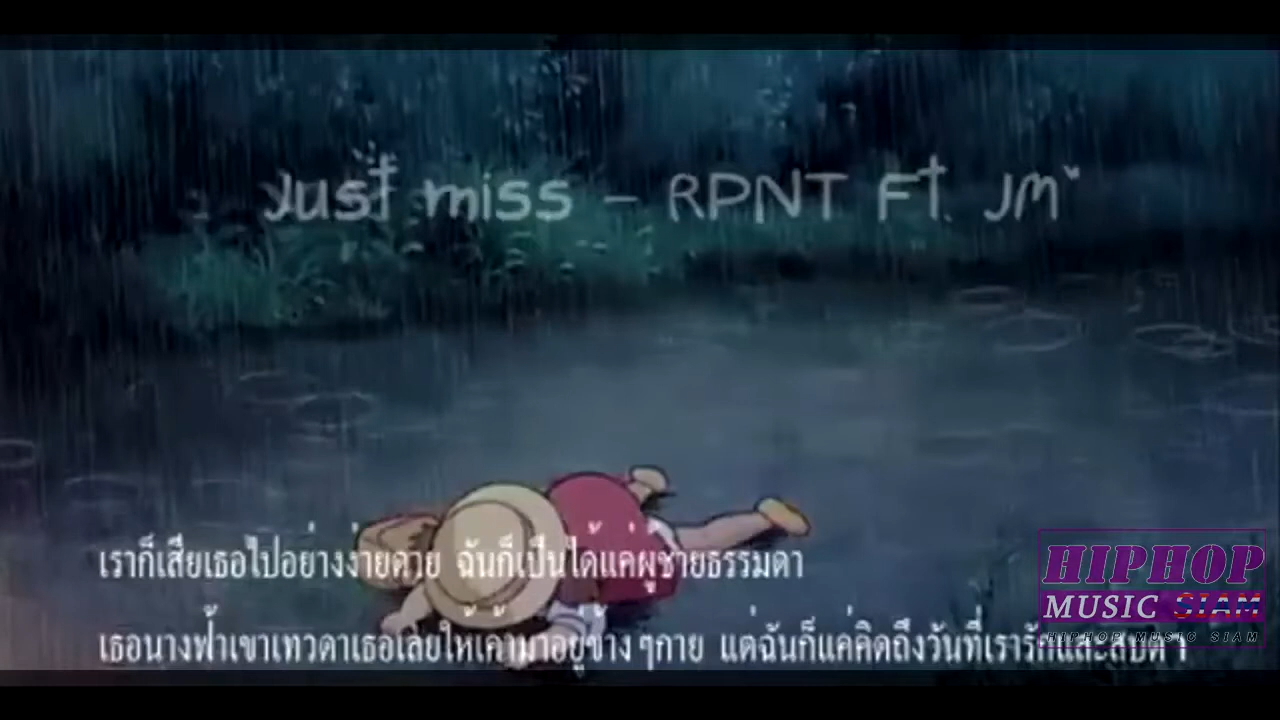 Just miss - RPNT Ft. JM
เราก็เสียเธอไปอย่างง่ายดาย ฉันก็เป็นได้แค่ผู้ชายธรรมดา
เธอนางฟ้าเขาเทวดาเธอเลยให้เค้ามาอยู่ข้าง ๆกาย แต่ฉันก็แค่คิดถึงวันที่เรารักและสบตา
HIPHOP
MUSIC SIAM
HIPHOP MUSIC SIAM